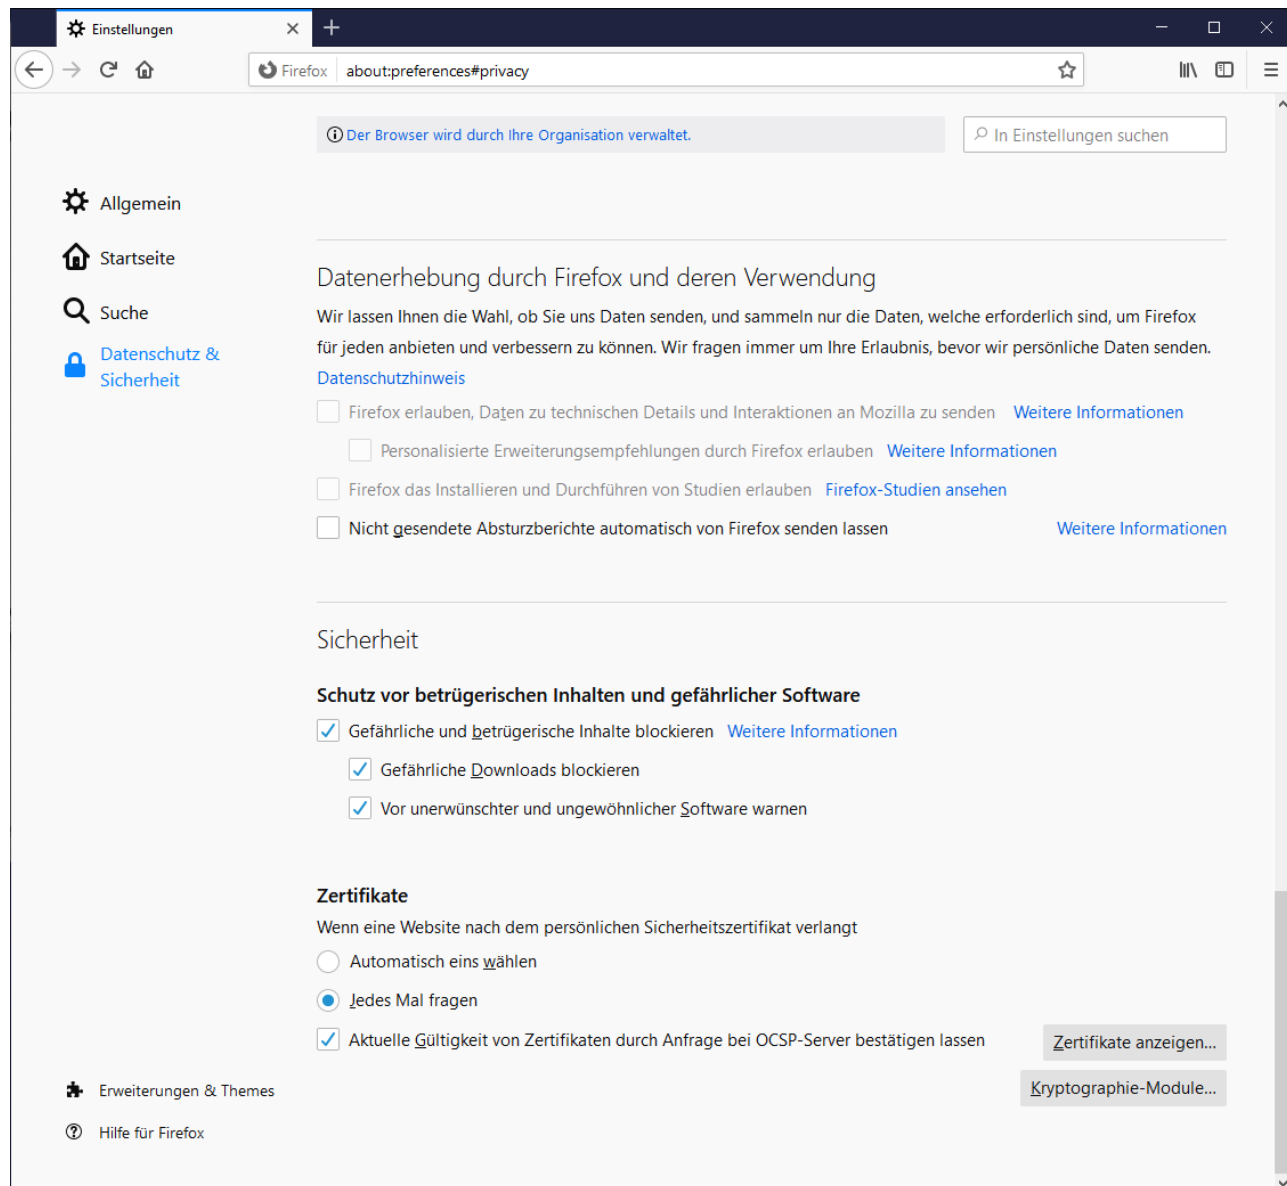 Einstellungen
Firefox about:preferences#privacy
Der Browser wird durch Ihre Organisation verwaltet.
In Einstellungen suchen
Allgemein
Startseite
Suche
Datenschutz &
Sicherheit
Datenerhebung durch Firefox und deren Verwendung
Wir lassen Ihnen die Wahl, ob Sie uns Daten senden, und sammeln nur die Daten, welche erforderlich sind, um Firefox
für jeden anbieten und verbessern zu können. Wir fragen immer um Ihre Erlaubnis, bevor wir persönliche Daten senden.
Datenschutzhinweis
Firefox erlauben, Daten zu technischen Details und Interaktionen an Mozilla zu senden Weitere Informationen
Personalisierte Erweiterungsempfehlungen durch Firefox erlauben Weitere Informationen
Firefox das Installieren und Durchführen von Studien erlauben Firefox-Studien ansehen
Nicht gesendete Absturzberichte automatisch von Firefox senden lassen Weitere Informationen
Sicherheit
Schutz vor betrügerischen Inhalten und gefährlicher Software
Gefährliche und betrügerische Inhalte blockieren Weitere Informationen
Gefährliche Downloads blockieren
Vor unerwünschter und ungewöhnlicher Software warnen
Zertifikate
Wenn eine Website nach dem persönlichen Sicherheitszertifikat verlangt
Automatisch eins wählen
Jedes Mal fragen
Aktuelle Gültigkeit von Zertifikaten durch Anfrage bei OCSP-Server bestätigen lassen
Zertifikate anzeigen...
Kryptographie-Module...
Erweiterungen & Themes
Hilfe für Firefox